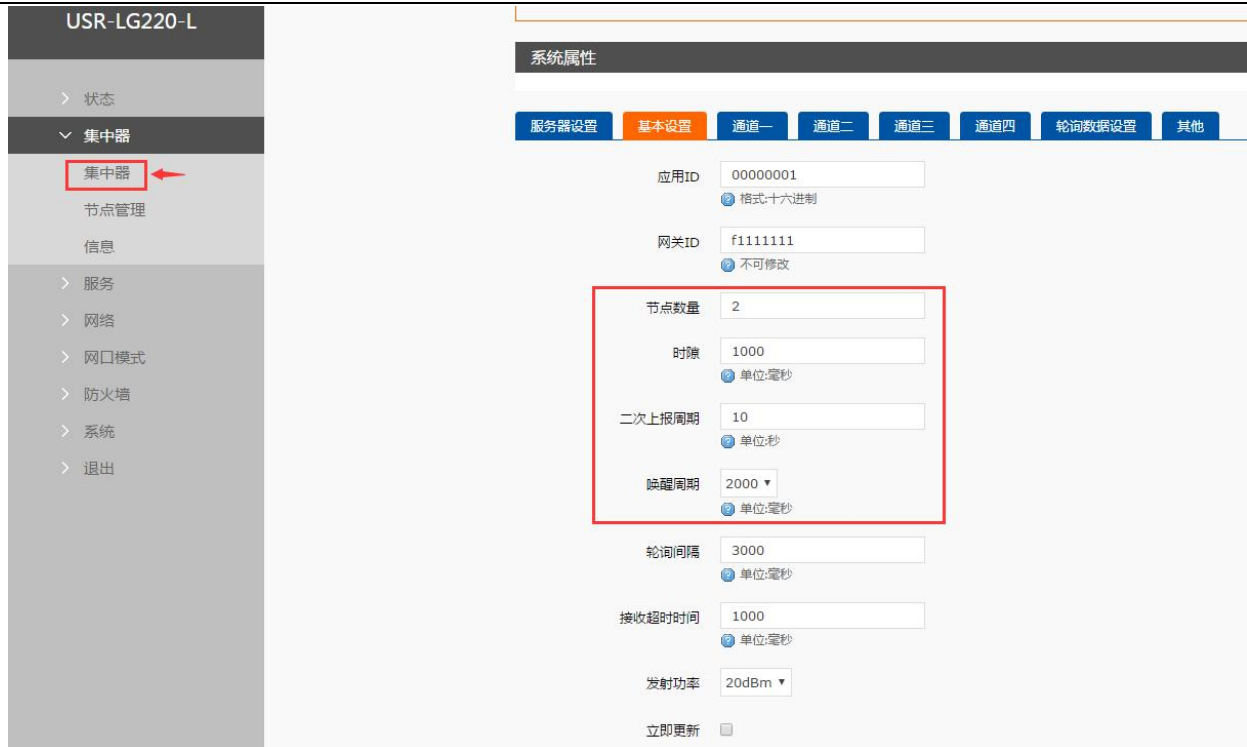 USR-LG220-L
状态
集中器
集中器
节点管理
信息
服务
网络
网口模式
防火墙
系统
退出
系统属性
服务器设置 基本设置 通道一 通道二 通道三 通道四 轮询数据设置 其他
应用ID 00000001
格式:十六进制
网关ID f1111111
不可修改
节点数量 2
时隙 1000
单位:毫秒
二次上报周期 10
单位:秒
唤醒周期 2000
单位:毫秒
轮询间隔 3000
单位:毫秒
接收超时时间 1000
单位:毫秒
发射功率 20dBm
立即更新